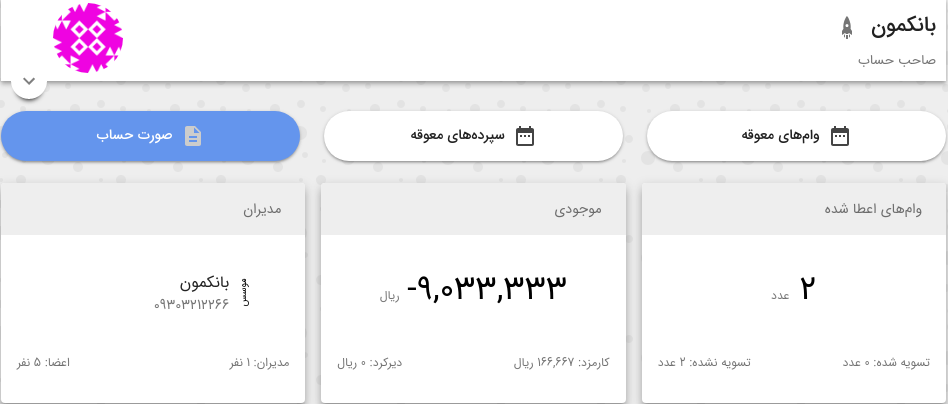 بانکمون
صاحب حساب
وام‌های معوقه
سپرده‌های معوقه
صورت حساب
وام‌های اعطا شده
۲ عدد
تسویه شده: ۰ عدد
تسویه نشده: ۲ عدد
موجودی
-۹,۰۳۳,۳۳۳ ریال
کارمزد: ۱۶۶,۶۶۷ ریال
دیرکرد: ۰ ریال
مدیران
موسس
بانکمون
۰۹۳۰۳۲۱۲۲۶۶
مدیران: ۱ نفر
اعضا: ۵ نفر